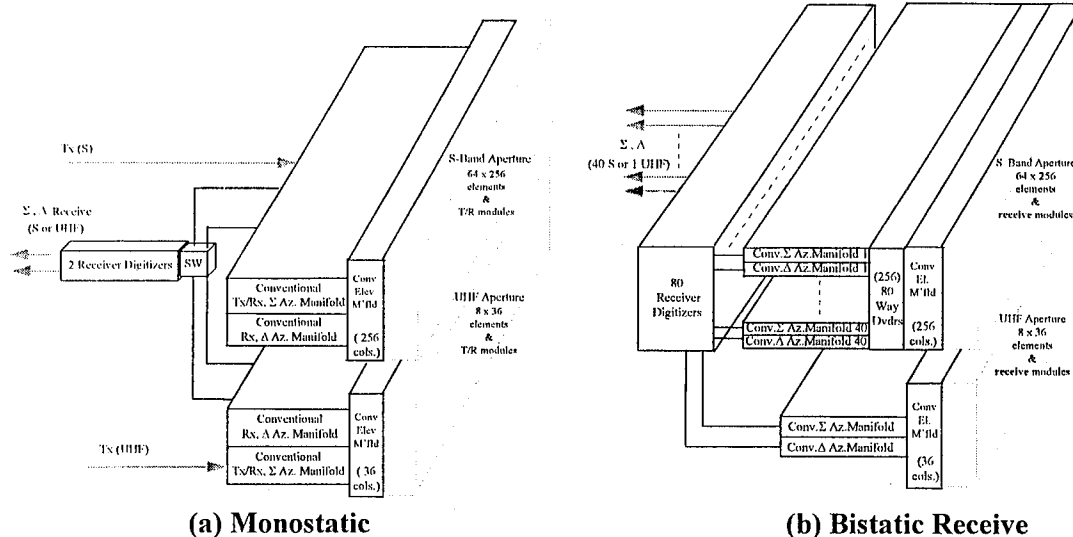 Tx (S)
Σ, Δ Receive
(S or UHF)
2 Receiver Digitizers
SW
S-Band Aperture
64 x 256
elements
&
T/R modules
Conventional
Tx/Rx, Σ Az. Manifold
Conventional
Rx, Δ Az. Manifold
Conv
Elev
M'fld
(256
cols.)
UHF Aperture
8 x 36
elements
&
T/R modules
Conventional
Rx, Δ Az. Manifold
Conventional
Tx/Rx, Σ Az. Manifold
Conv
Elev
M'fld
(36
cols.)
Tx (UHF)
(a) Monostatic
Σ, Δ
(40 S or 1 UHF)
S-Band Aperture
64 x 256
elements
&
receive modules
80
Receiver
Digitizers
Conv.Σ Az.Manifold 1
Conv.Δ Az.Manifold 1
Conv.Σ Az.Manifold 40
Conv.Δ Az.Manifold 40
(256)
80
Way
Dvdrs
Conv
El.
M'fld
(256
cols.)
UHF Aperture
8 x 36
elements
&
receive modules
Conv.Σ Az.Manifold
Conv.Δ Az.Manifold
Conv
El.
M'fld
(36
cols.)
(b) Bistatic Receive